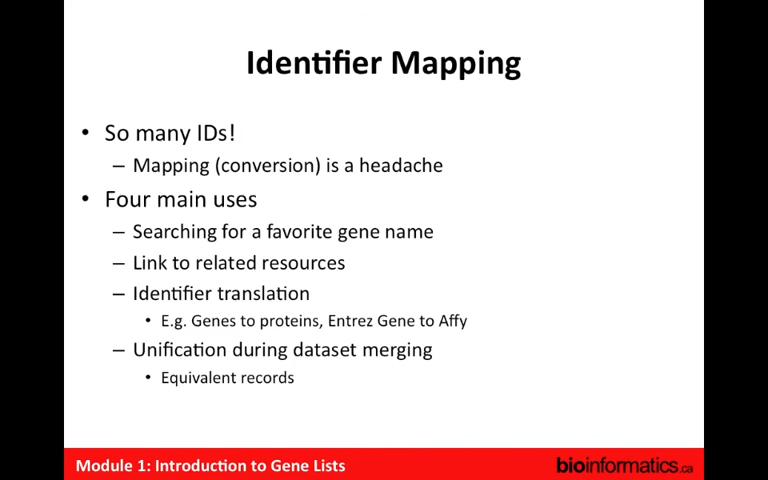 Identifier Mapping
• So many IDs!
– Mapping (conversion) is a headache
• Four main uses
– Searching for a favorite gene name
– Link to related resources
– Identifier translation
• E.g. Genes to proteins, Entrez Gene to Affy
– Unification during dataset merging
• Equivalent records
Module 1: Introduction to Gene Lists
bioinformatics.ca